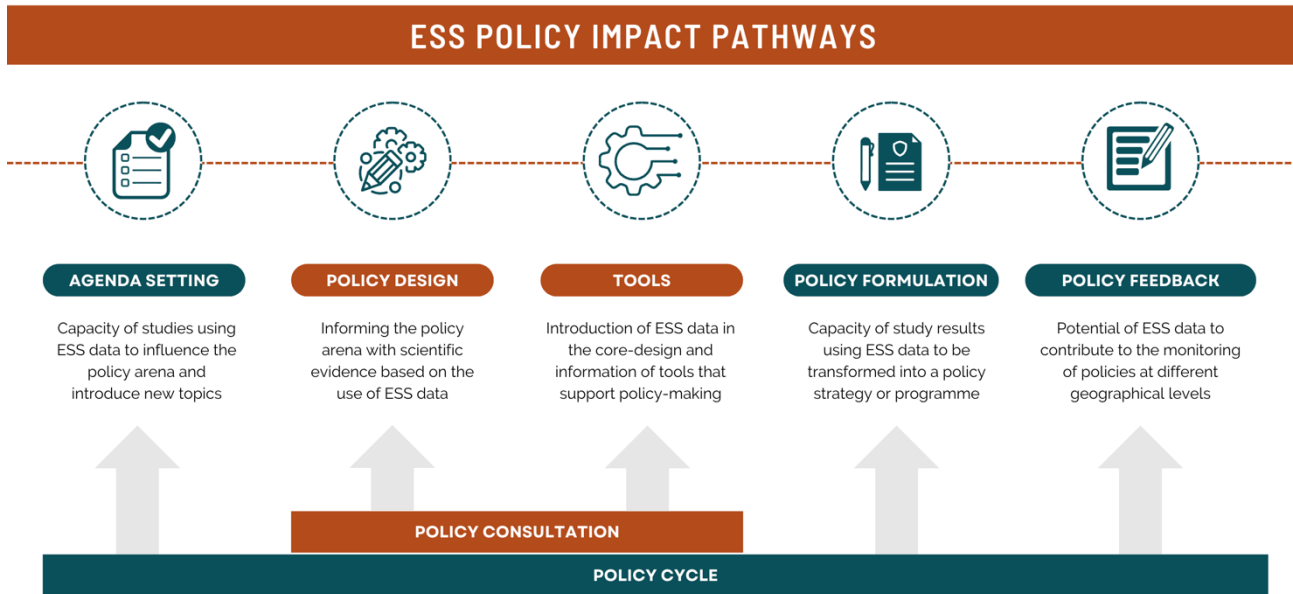 ESS POLICY IMPACT PATHWAYS
AGENDA SETTING
Capacity of studies using
ESS data to influence the
policy arena and
introduce new topics
POLICY DESIGN
Informing the policy
arena with scientific
evidence based on the
use of ESS data
TOOLS
Introduction of ESS data in
the core-design and
information of tools that
support policy-making
POLICY FORMULATION
Capacity of study results
using ESS data to be
transformed into a policy
strategy or programme
POLICY FEEDBACK
Potential of ESS data to
contribute to the monitoring
of policies at different
geographical levels
POLICY CONSULTATION
POLICY CYCLE